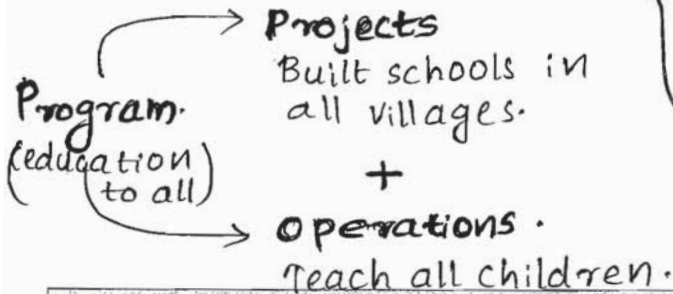 Projects
Built schools in
all villages.
Program.
(education
to all)
+
operations.
Teach all children.